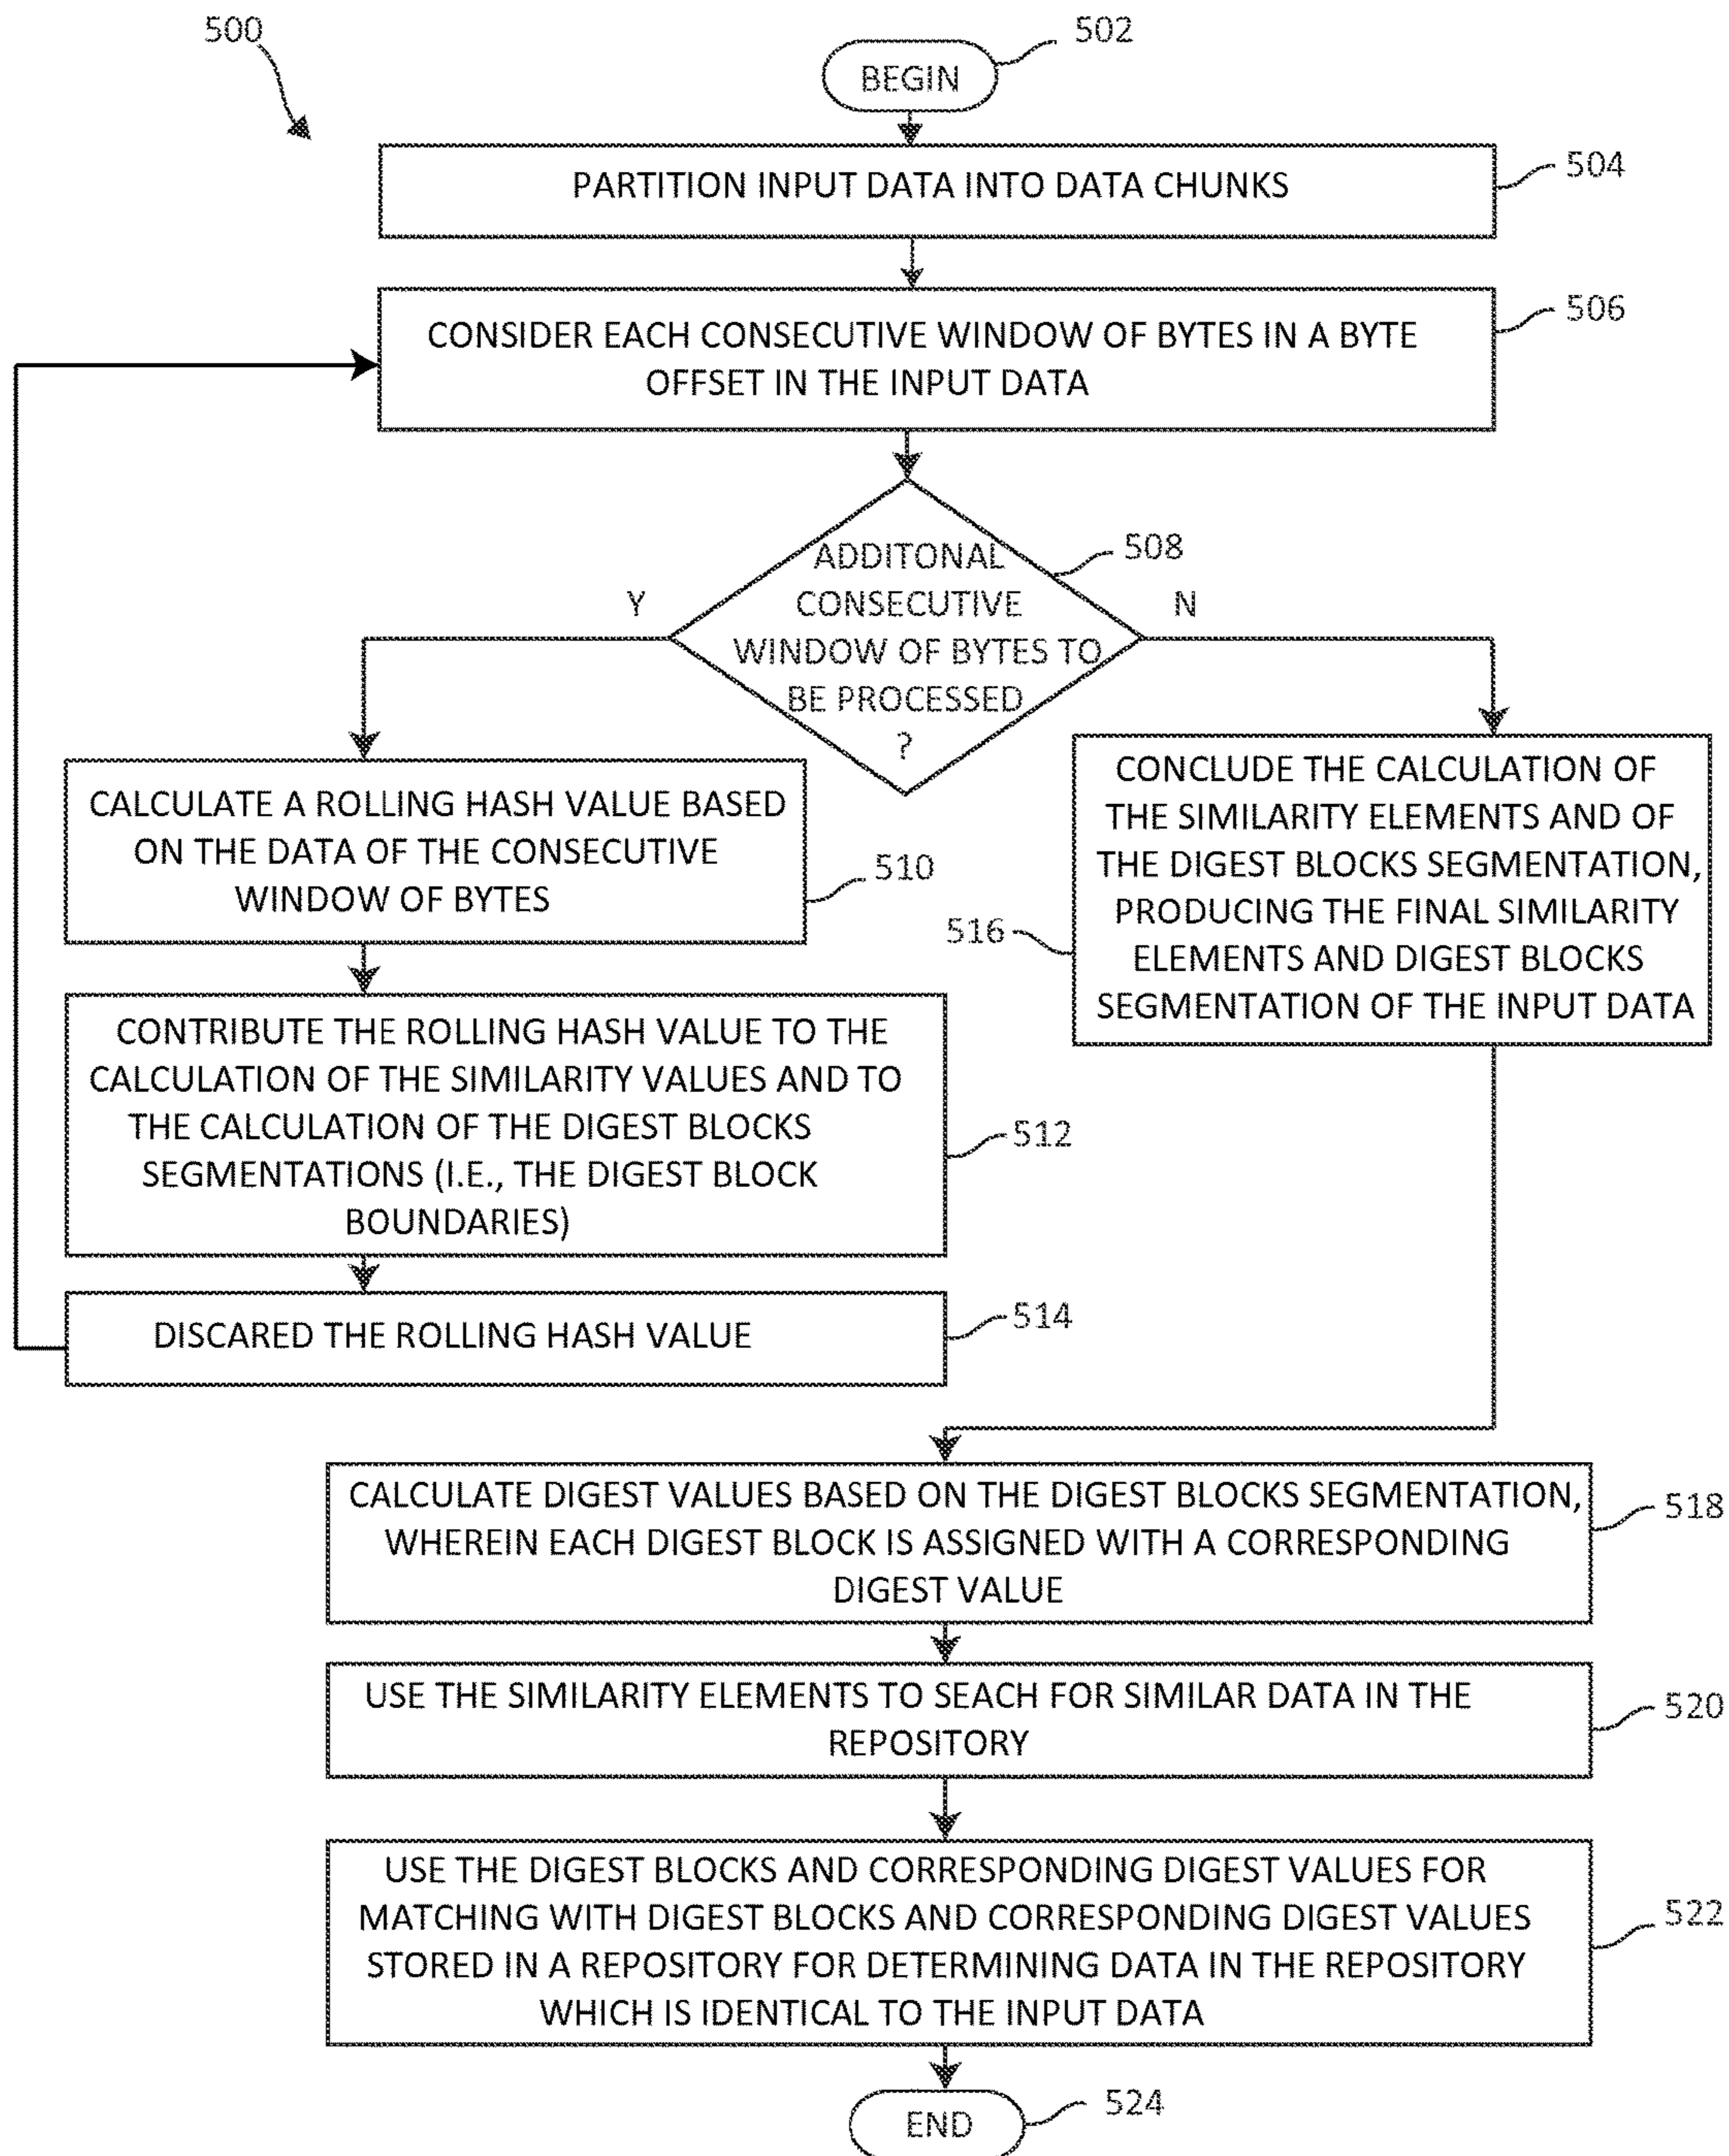 500
502
BEGIN
504
PARTITION INPUT DATA INTO DATA CHUNKS
506
CONSIDER EACH CONSECUTIVE WINDOW OF BYTES IN A BYTE
OFFSET IN THE INPUT DATA
508
ADDITONAL
CONSECUTIVE
WINDOW OF BYTES TO
BE PROCESSED
?
Y
N
CALCULATE A ROLLING HASH VALUE BASED
ON THE DATA OF THE CONSECUTIVE
WINDOW OF BYTES
510
CONTRIBUTE THE ROLLING HASH VALUE TO THE
CALCULATION OF THE SIMILARITY VALUES AND TO
THE CALCULATION OF THE DIGEST BLOCKS
SEGMENTATIONS (I.E., THE DIGEST BLOCK
BOUNDARIES)
512
DISCARED THE ROLLING HASH VALUE
514
CONCLUDE THE CALCULATION OF
THE SIMILARITY ELEMENTS AND OF
THE DIGEST BLOCKS SEGMENTATION,
PRODUCING THE FINAL SIMILARITY
ELEMENTS AND DIGEST BLOCKS
SEGMENTATION OF THE INPUT DATA
516
CALCULATE DIGEST VALUES BASED ON THE DIGEST BLOCKS SEGMENTATION,
WHEREIN EACH DIGEST BLOCK IS ASSIGNED WITH A CORRESPONDING
DIGEST VALUE
518
USE THE SIMILARITY ELEMENTS TO SEACH FOR SIMILAR DATA IN THE
REPOSITORY
520
USE THE DIGEST BLOCKS AND CORRESPONDING DIGEST VALUES FOR
MATCHING WITH DIGEST BLOCKS AND CORRESPONDING DIGEST VALUES
STORED IN A REPOSITORY FOR DETERMINING DATA IN THE REPOSITORY
WHICH IS IDENTICAL TO THE INPUT DATA
522
END
524